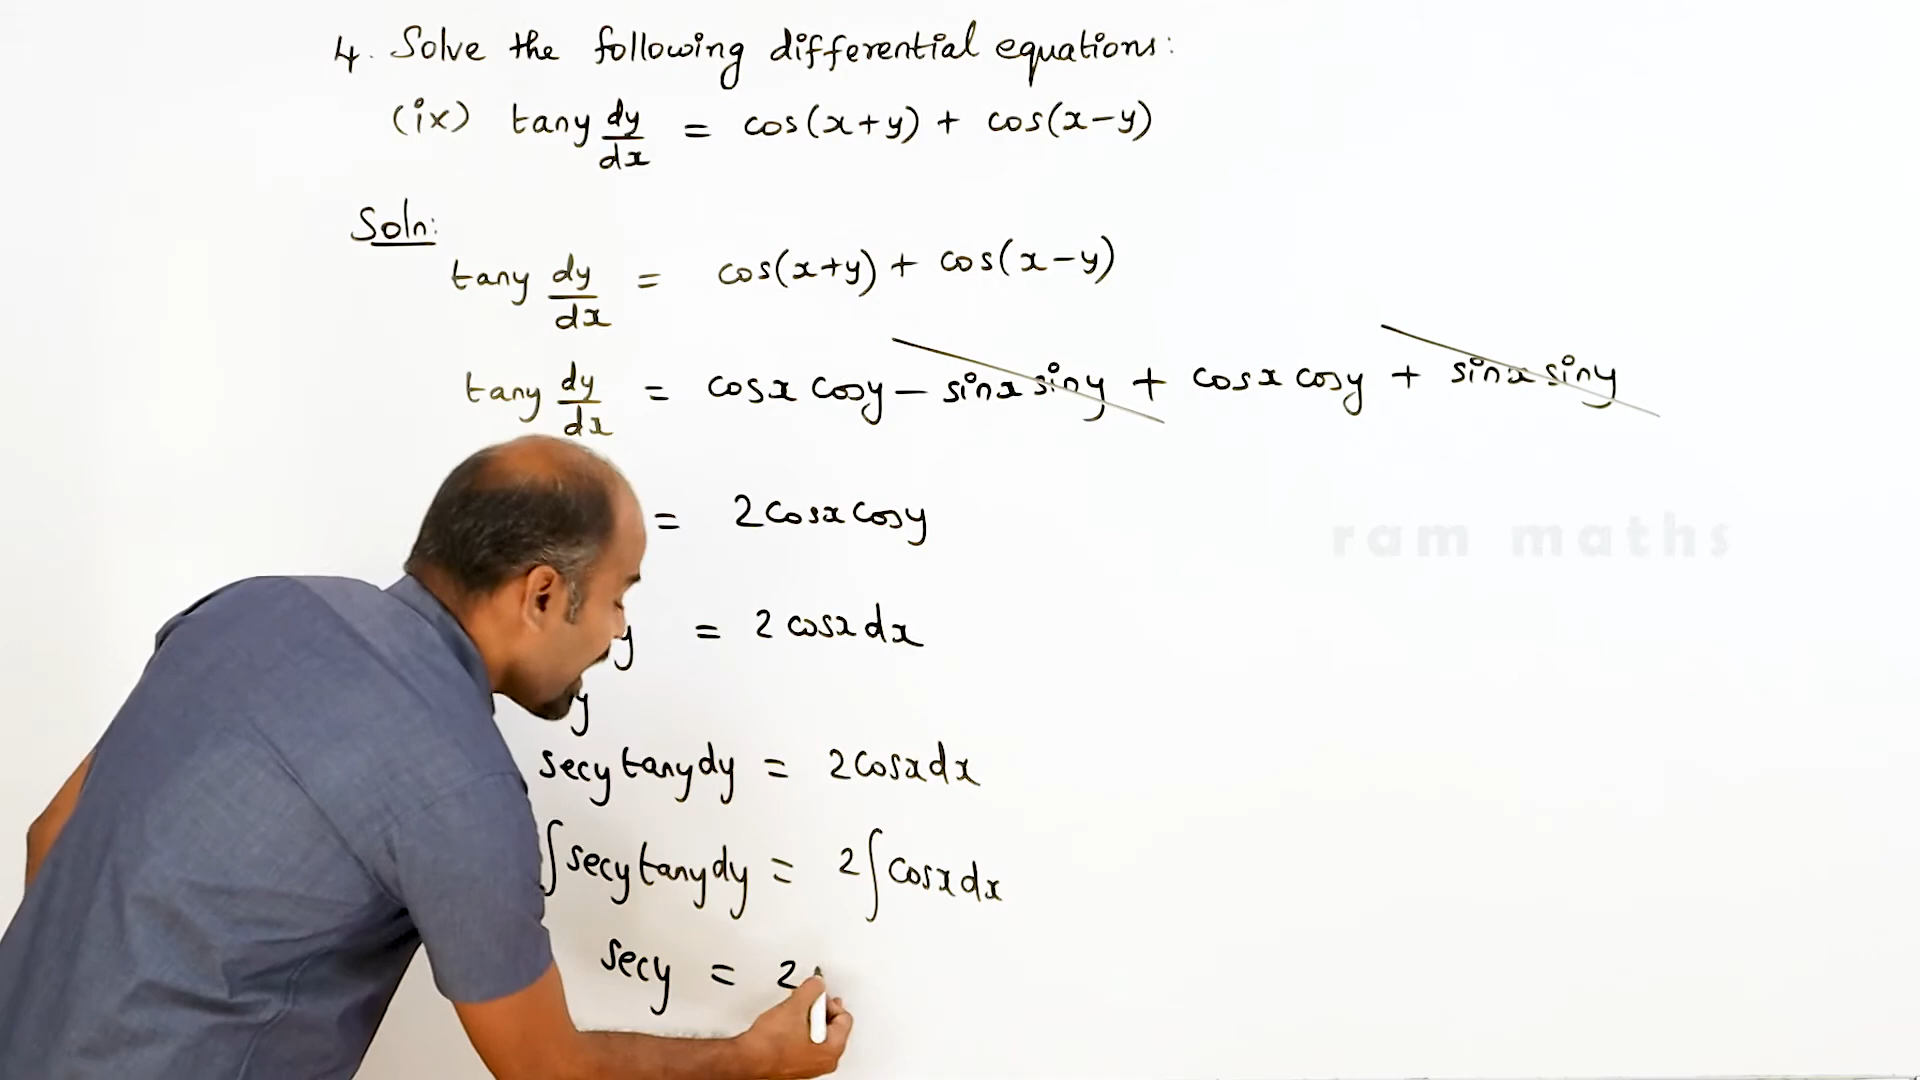 4. Solve the following differential equations:
(ix) tany dy/dx = cos(x+y) + cos(x-y)
Soln:
tany dy/dx = cos(x+y) + cos(x-y)
tany dy/dx = cosx cosy - sinx siny + cosx cosy + sinx siny
= 2cosx cosy
ram maths
y = 2 cosx dx
y
secy tany dy = 2cosx dx
∫secy tany dy = 2∫cosx dx
secy = 2